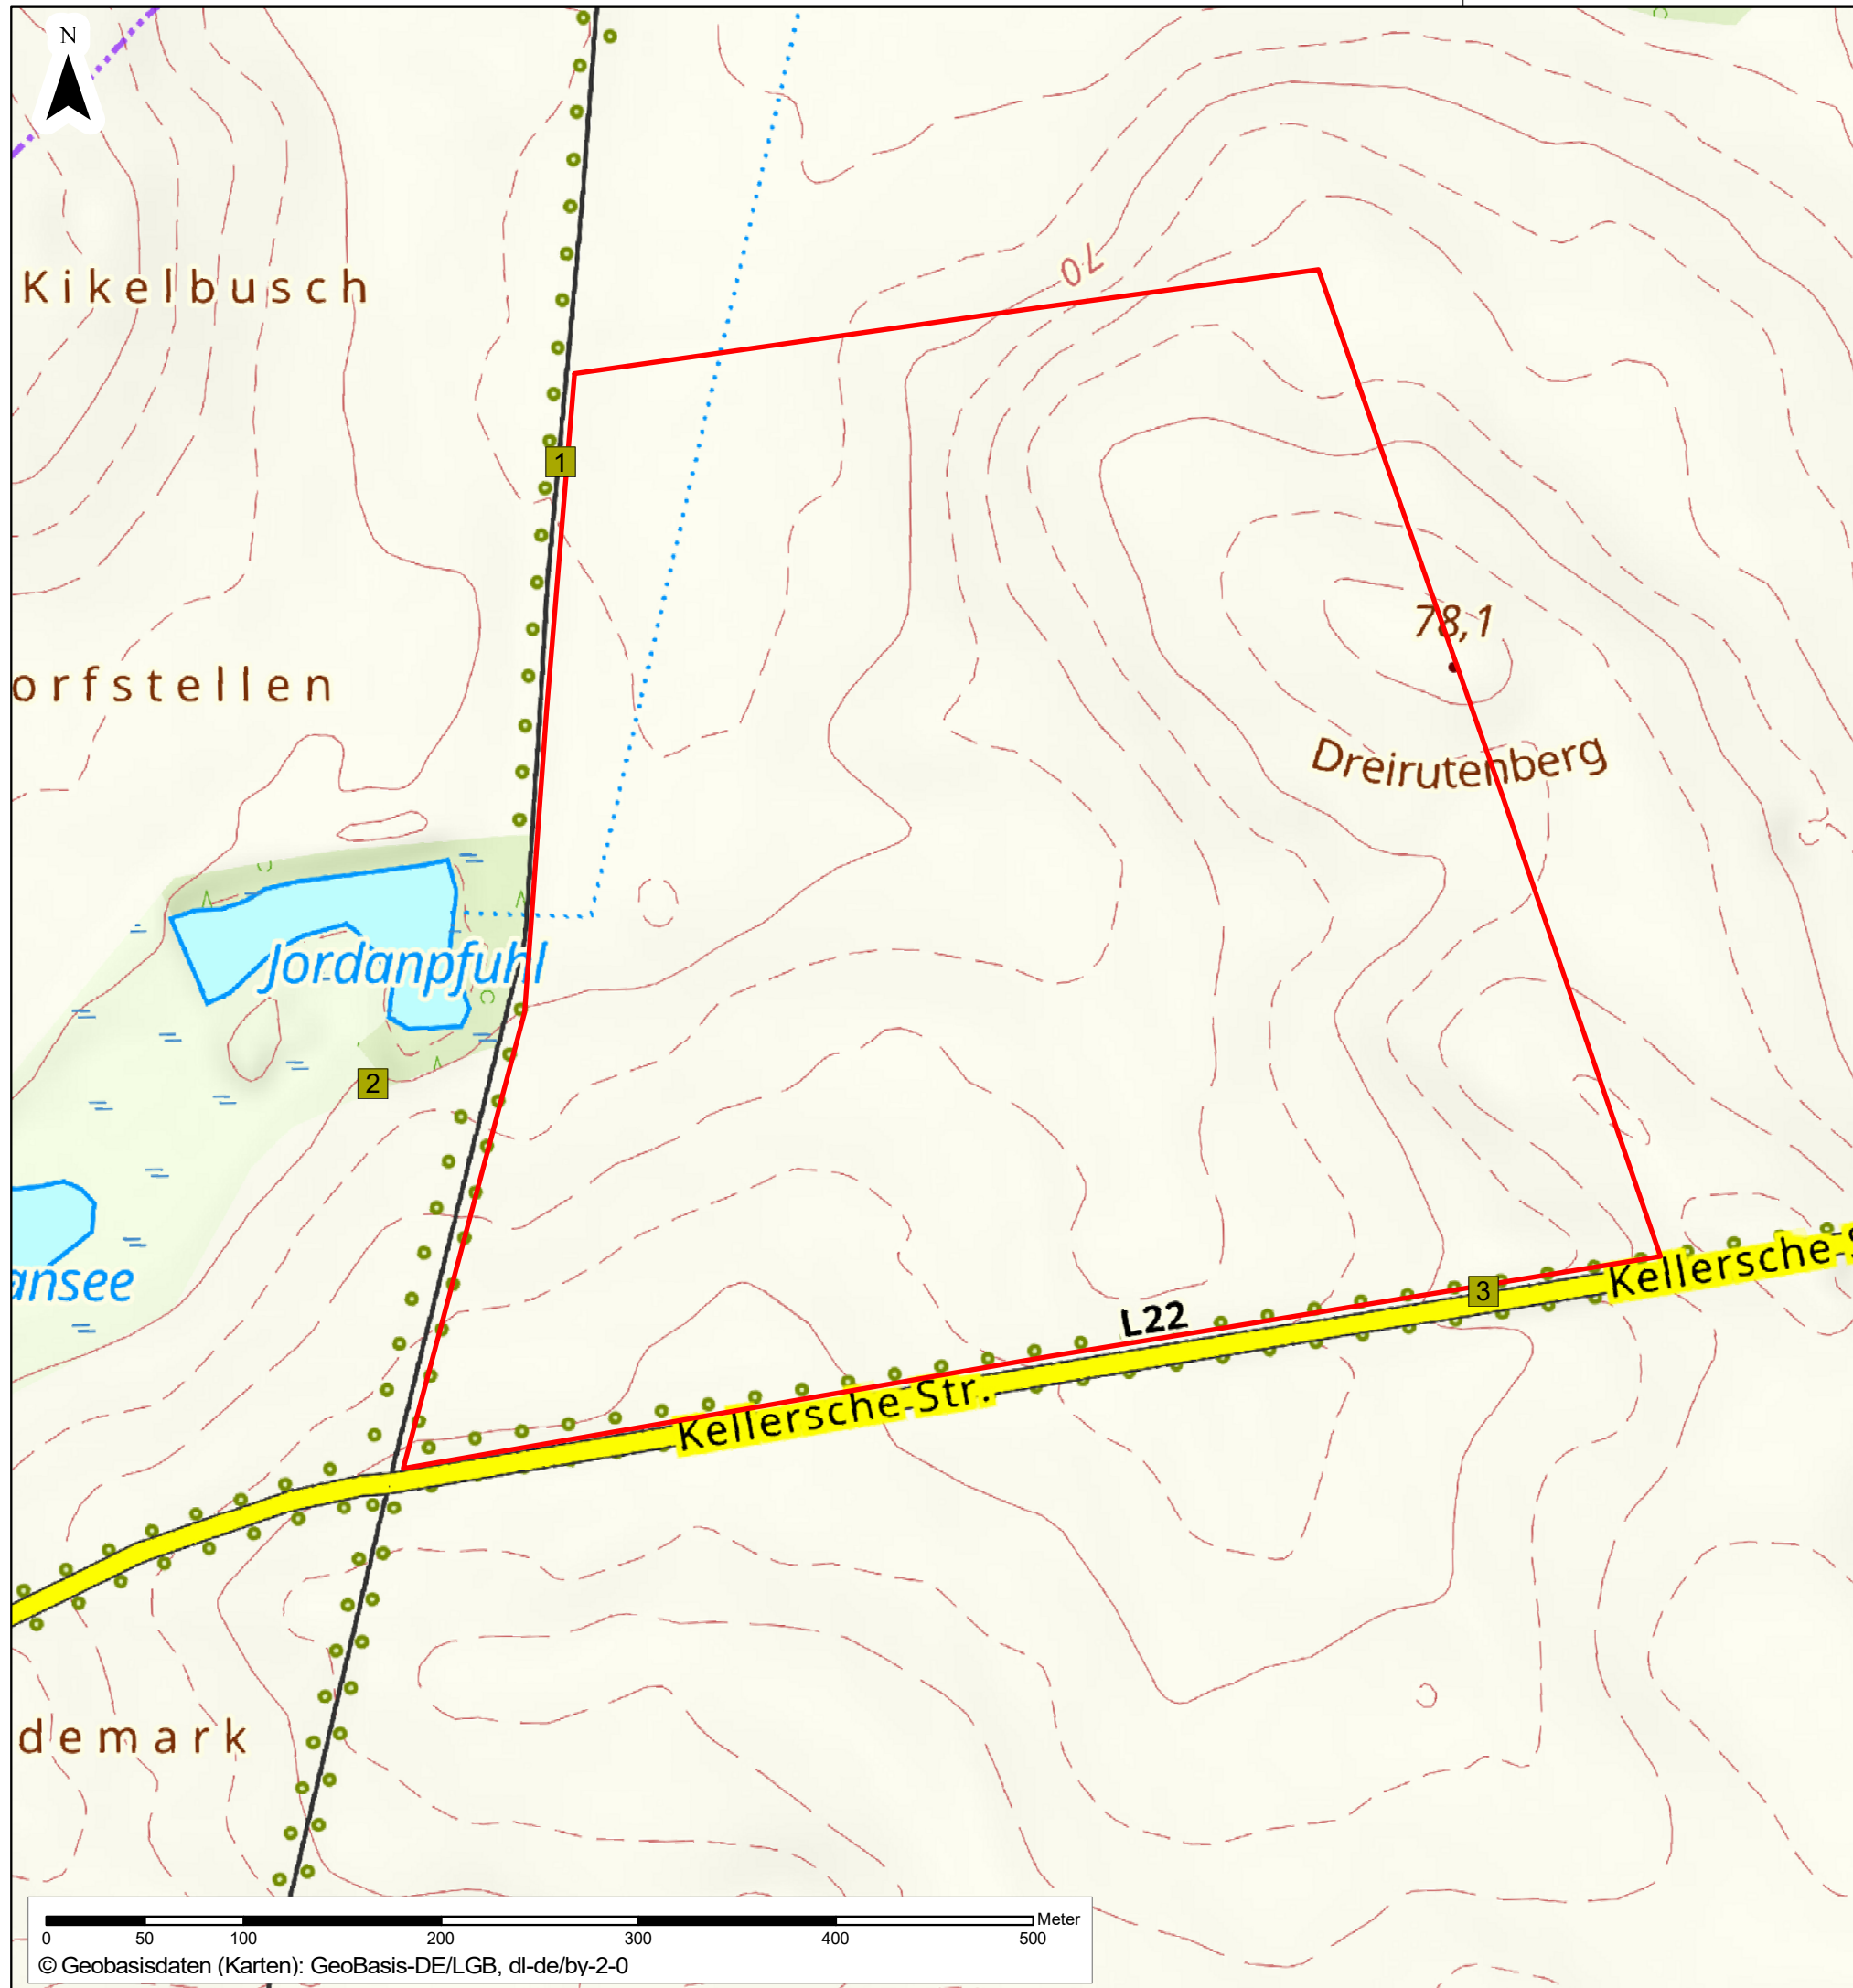 N
Kikelbusch
70
1
orfstellen
78,1
Dreirutenberg
Jordanpfuhl
2
ansee
L22
3
Kellersche
Kellersche-Str.
demark
0 50 100 200 300 400 500 Meter
© Geobasisdaten (Karten): GeoBasis-DE/LGB, dl-de/by-2-0